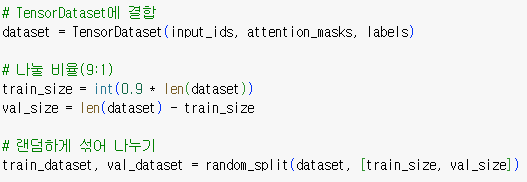 # TensorDataset에 결합
dataset = TensorDataset(input_ids, attention_masks, labels)
# 나눌 비율(9:1)
train_size = int(0.9 * len(dataset))
val_size = len(dataset) - train_size
# 랜덤하게 섞어 나누기
train_dataset, val_dataset = random_split(dataset, [train_size, val_size])